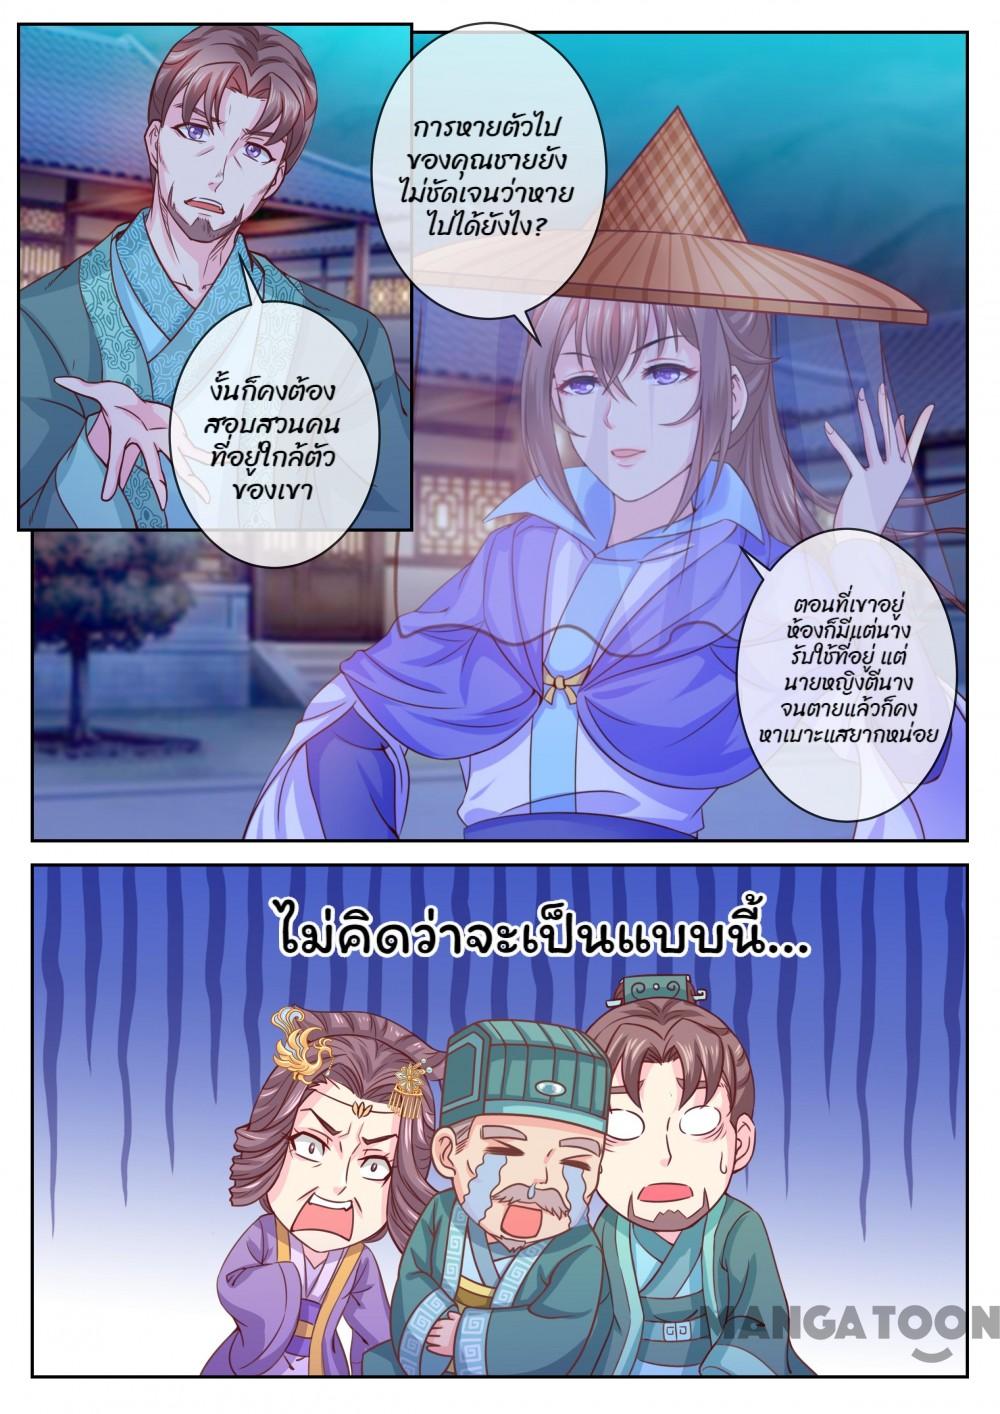 การหายตัวไป
ของคุณชายยัง
ไม่ชัดเจนว่าหาย
ไปได้ยังไง?
งั้นก็คงต้อง
สอบสวนคน
ที่อยู่ใกล้ตัว
ของเขา
ตอนที่เขาอยู่
ห้องก็มีแต่นาง
รับใช้ที่อยู่ แต่
นายหญิงตีนาง
จนตายแล้วก็คง
หาเบาะแสยากหน่อย
ไม่คิดว่าจะเป็นแบบนี้...
MANGATOON